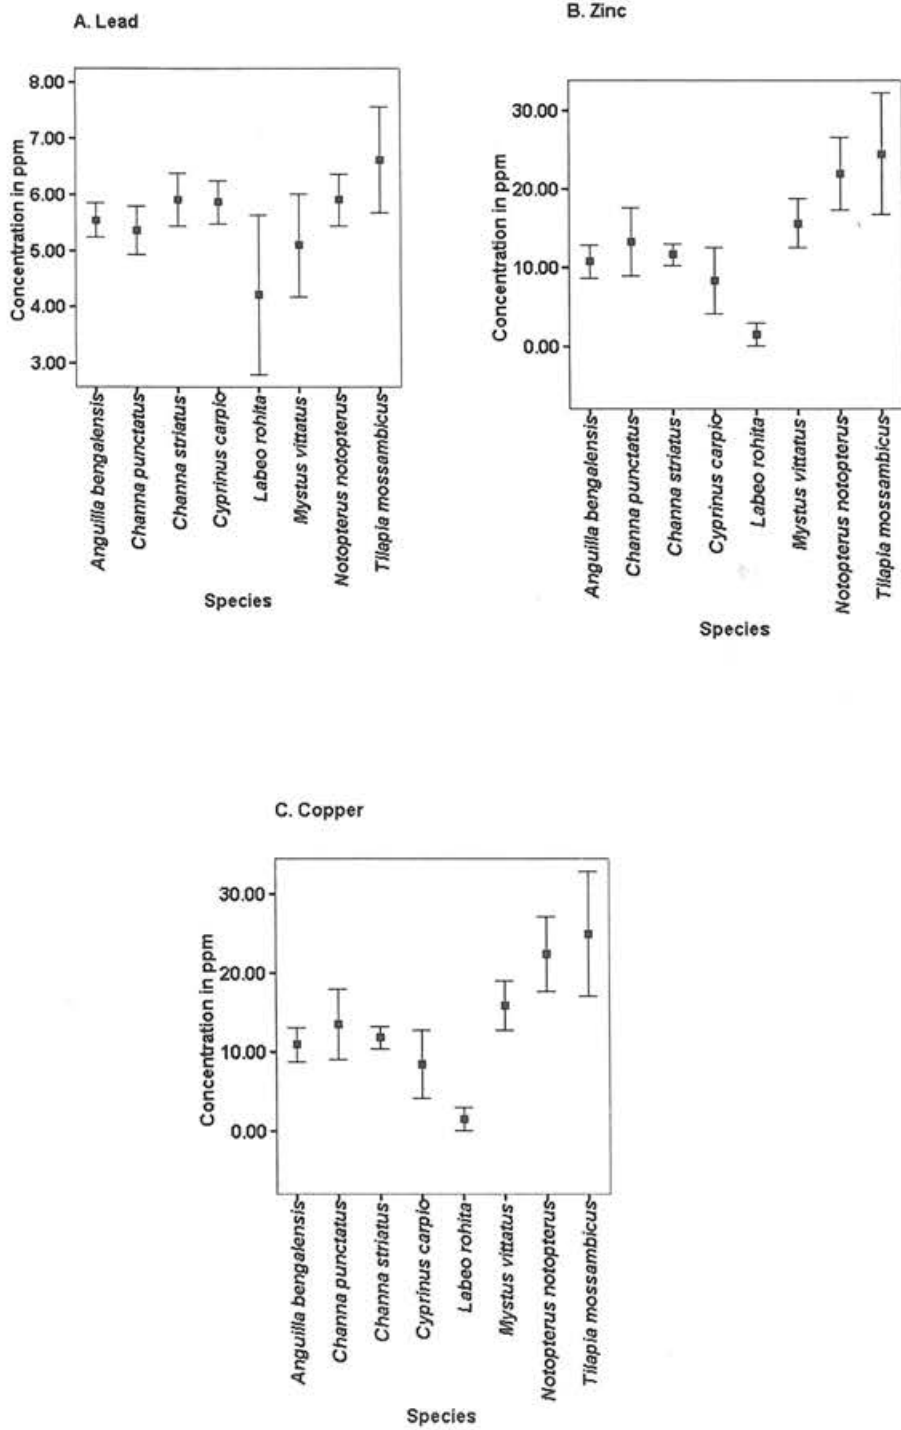 A. Lead
Concentration in ppm
8.00
7.00
6.00
5.00
4.00
3.00
Anguilla bengalensis
Channa punctatus
Channa striatus
Cyprinus carpio
Labeo rohita
Mystus vittatus
Notopterus notopterus
Tilapia mossambicus
Species
B. Zinc
Concentration in ppm
30.00
20.00
10.00
0.00
Anguilla bengalensis
Channa punctatus
Channa striatus
Cyprinus carpio
Labeo rohita
Mystus vittatus
Notopterus notopterus
Tilapia mossambicus
Species
C. Copper
Concentration in ppm
30.00
20.00
10.00
0.00
Anguilla bengalensis
Channa punctatus
Channa striatus
Cyprinus carpio
Labeo rohita
Mystus vittatus
Notopterus notopterus
Tilapia mossambicus
Species